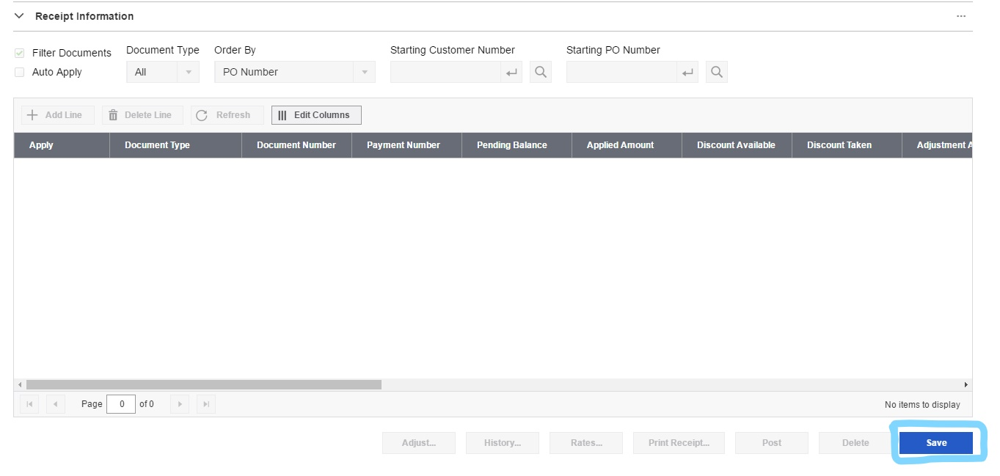 Receipt Information
Filter Documents Document Type Order By Starting Customer Number Starting PO Number
Auto Apply All PO Number
Add Line Delete Line Refresh Edit Columns
Apply Document Type Document Number Payment Number Pending Balance Applied Amount Discount Available Discount Taken Adjustment A
Page 0 of 0 No items to display
Adjust... History... Rates... Print Receipt... Post Delete Save